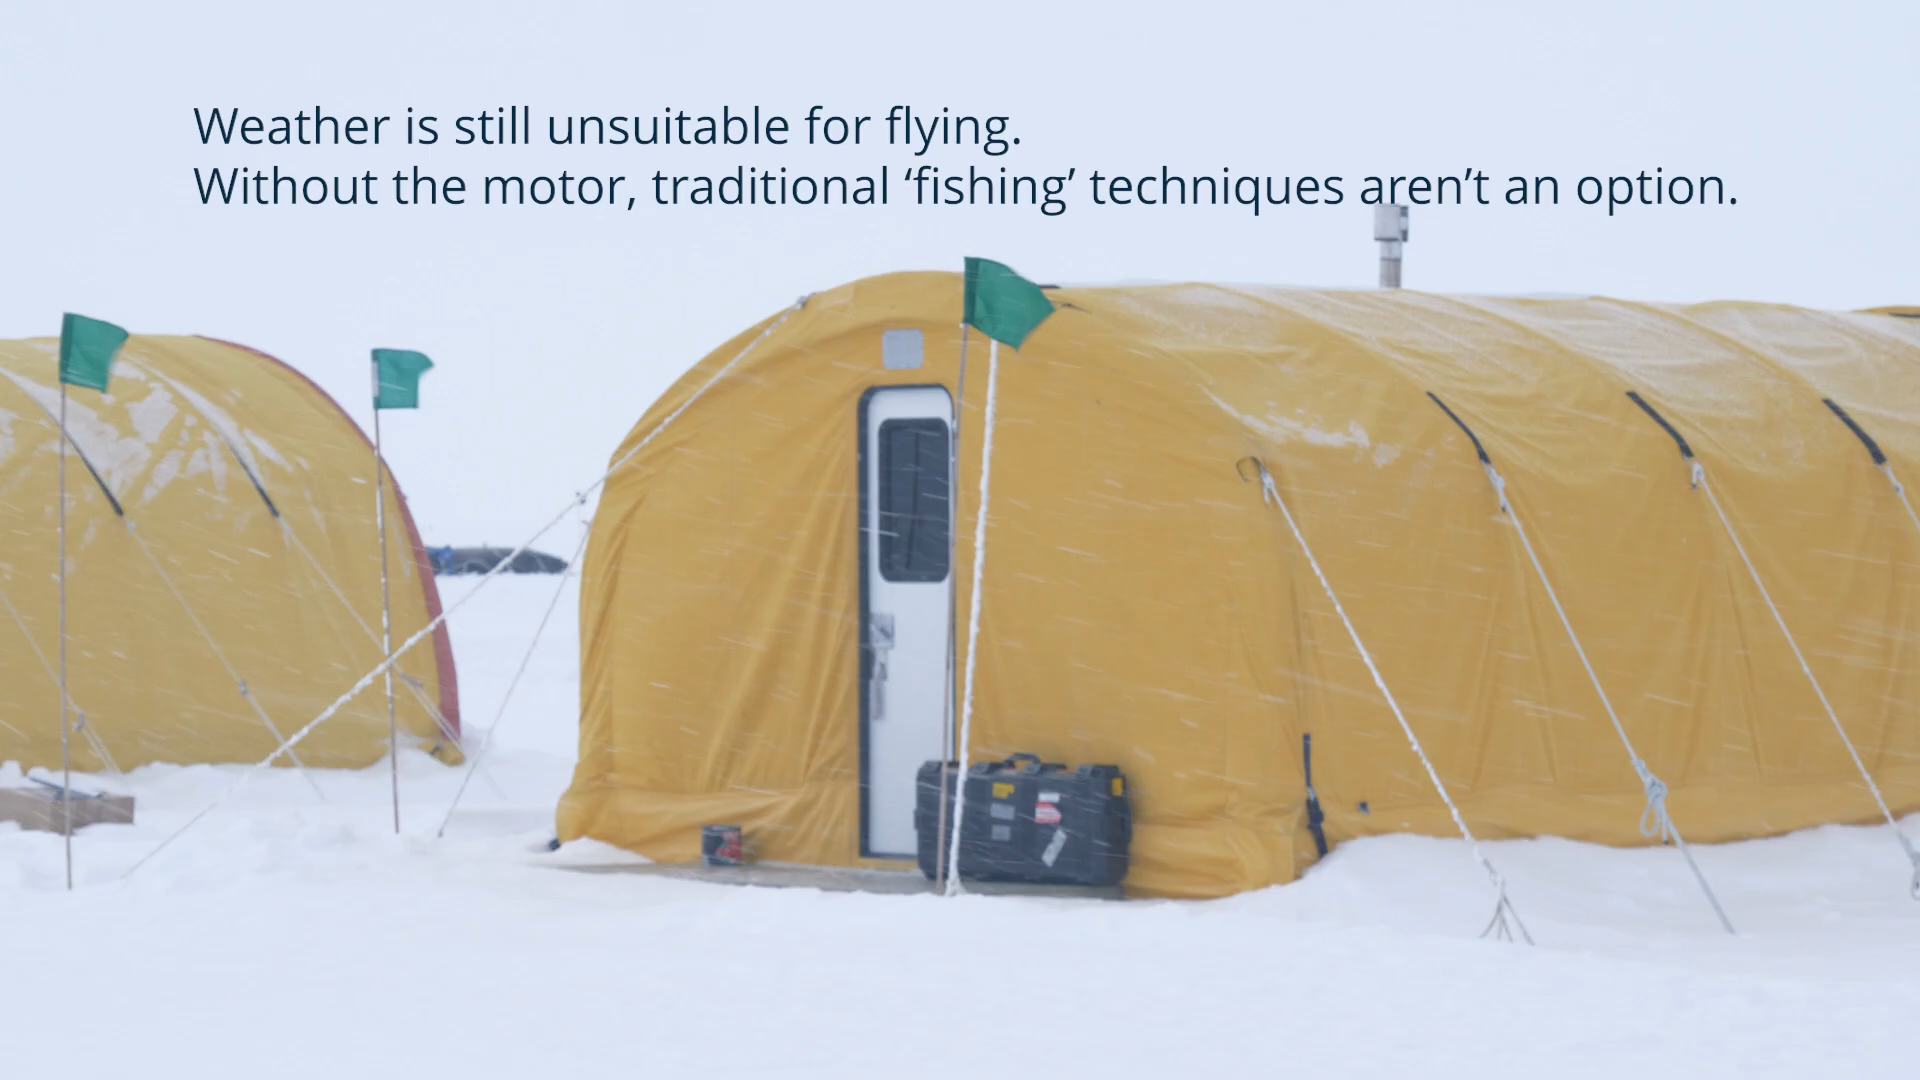 Weather is still unsuitable for flying.
Without the motor, traditional ‘fishing’ techniques aren’t an option.